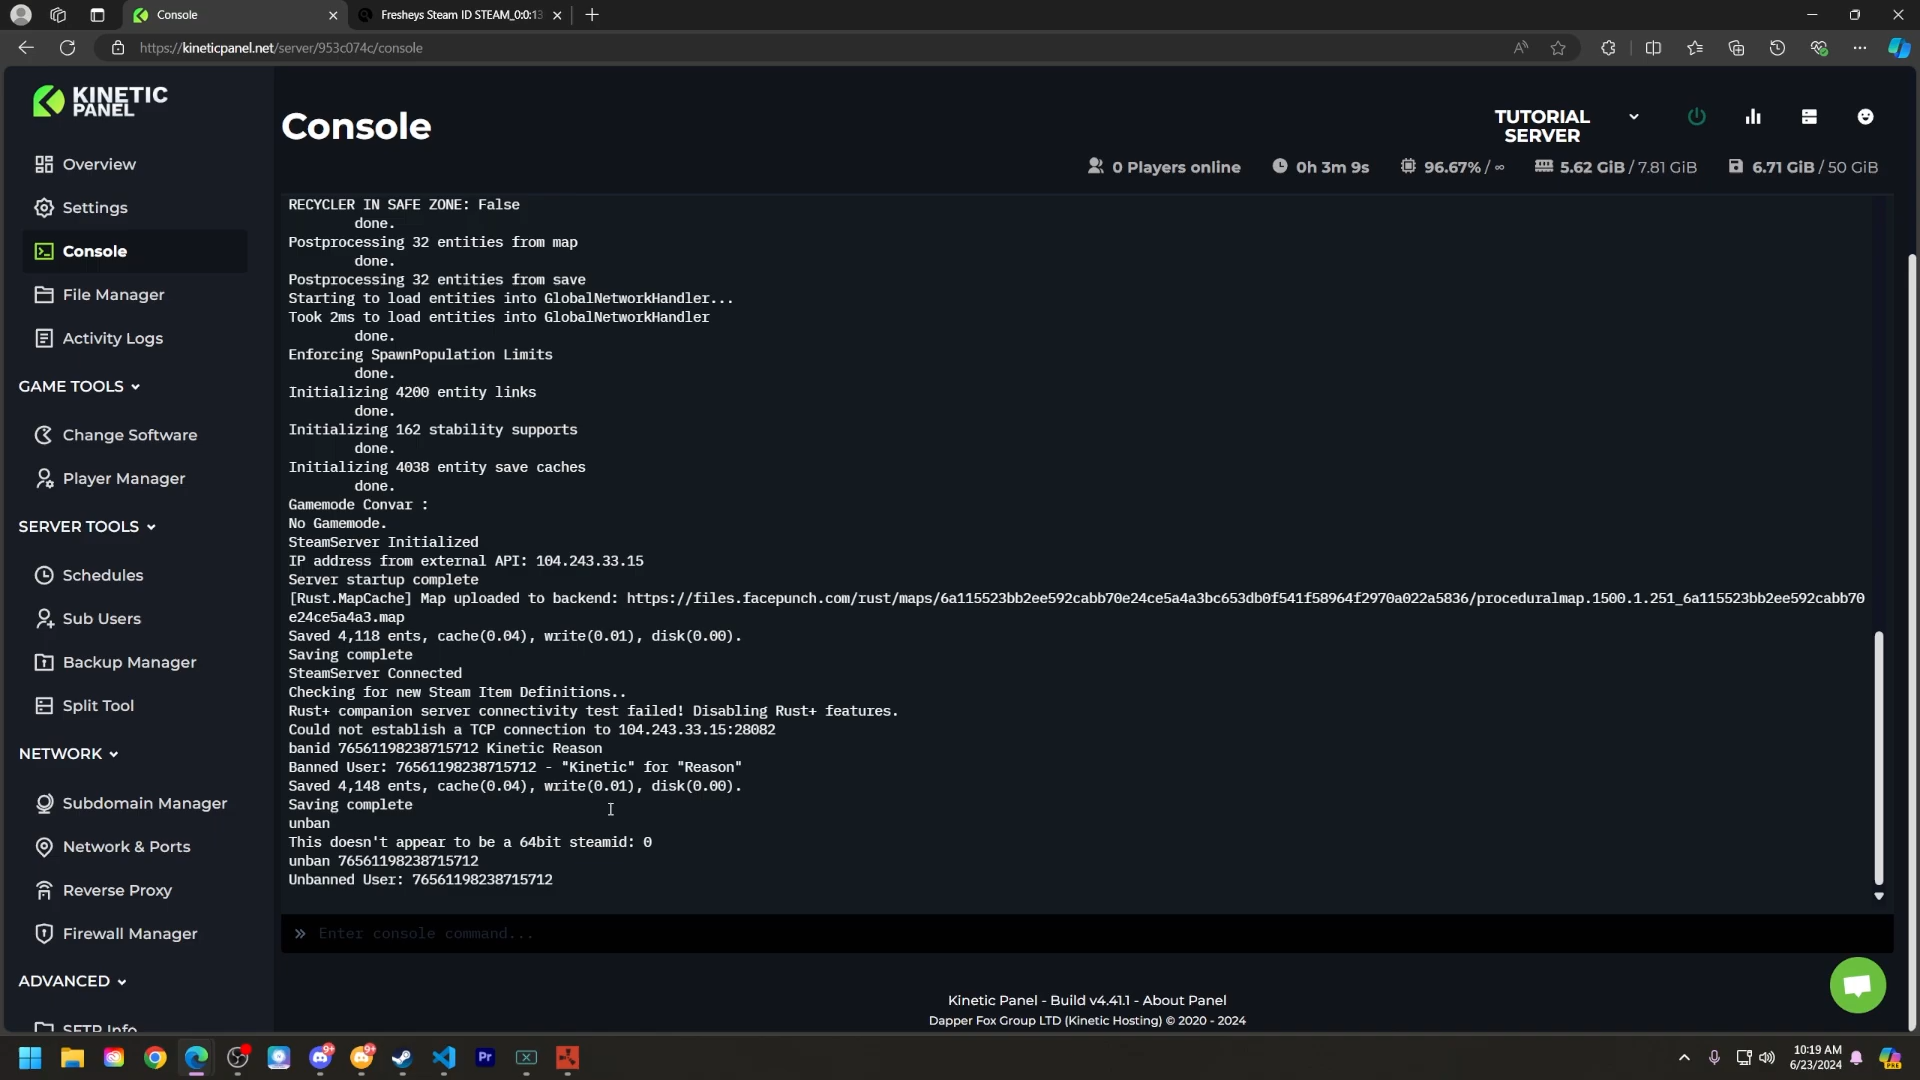 Console
Fresheys Steam ID STEAM_0:0:13
https://kineticpanel.net/server/953c074c/console
KINETIC
PANEL
Overview
Settings
Console
File Manager
Activity Logs
GAME TOOLS
Change Software
Player Manager
SERVER TOOLS
Schedules
Sub Users
Backup Manager
Split Tool
NETWORK
Subdomain Manager
Network & Ports
Reverse Proxy
Firewall Manager
ADVANCED
SFTP Info
Console
TUTORIAL
SERVER
0 Players online
0h 3m 9s
96.67% / ∞
5.62 GiB / 7.81 GiB
6.71 GiB / 50 GiB
RECYCLER IN SAFE ZONE: False
done.
Postprocessing 32 entities from map
done.
Postprocessing 32 entities from save
Starting to load entities into GlobalNetworkHandler...
Took 2ms to load entities into GlobalNetworkHandler
done.
Enforcing SpawnPopulation Limits
done.
Initializing 4200 entity links
done.
Initializing 162 stability supports
done.
Initializing 4038 entity save caches
done.
Gamemode Convar :
No Gamemode.
SteamServer Initialized
IP address from external API: 104.243.33.15
Server startup complete
[Rust.MapCache] Map uploaded to backend: https://files.facepunch.com/rust/maps/6a115523bb2ee592cabb70e24ce5a4a3bc653db0f541f58964f2970a022a5836/proceduralmap.1500.1.251_6a115523bb2ee592cabb70
e24ce5a4a3.map
Saved 4,118 ents, cache(0.04), write(0.01), disk(0.00).
Saving complete
SteamServer Connected
Checking for new Steam Item Definitions..
Rust+ companion server connectivity test failed! Disabling Rust+ features.
Could not establish a TCP connection to 104.243.33.15:28082
banid 76561198238715712 Kinetic Reason
Banned User: 76561198238715712 - "Kinetic" for "Reason"
Saved 4,148 ents, cache(0.04), write(0.01), disk(0.00).
Saving complete
unban
This doesn't appear to be a 64bit steamid: 0
unban 76561198238715712
Unbanned User: 76561198238715712
» Enter console command...
Kinetic Panel - Build v4.41.1 - About Panel
Dapper Fox Group LTD (Kinetic Hosting) © 2020 - 2024
9+
9+
Pr
10:19 AM
6/23/2024
PRE